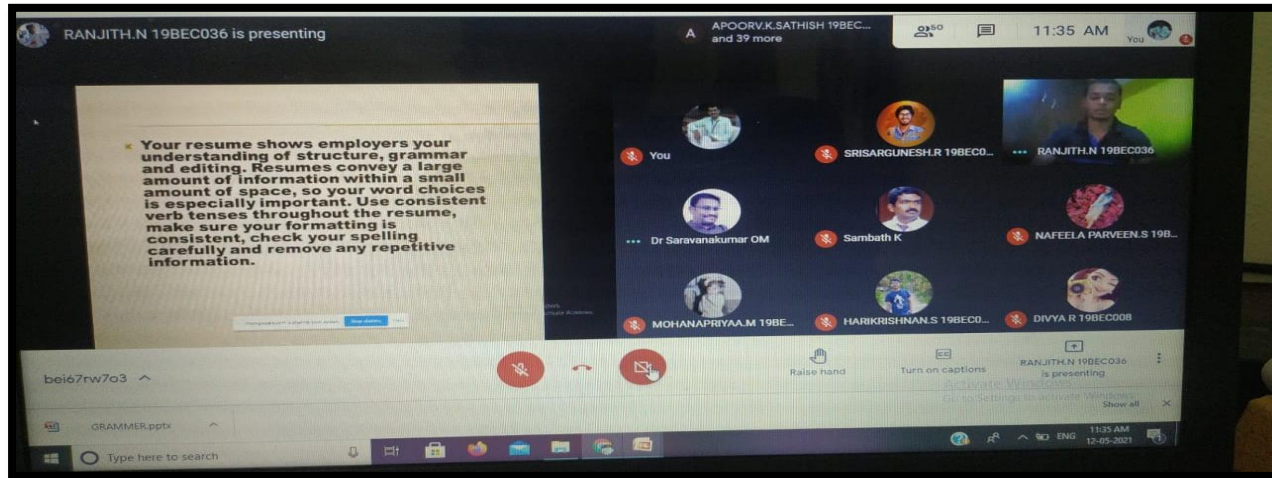 RANJITH.N 19BEC036 is presenting
A
APOORV.K.SATHISH 19BEC...
and 39 more
50
11:35 AM
You
Your resume shows employers your
understanding of structure, grammar
and editing. Resumes convey a large
amount of information within a small
amount of space, so your word choices
is especially important. Use consistent
verb tenses throughout the resume,
make sure your formatting is
consistent, check your spelling
carefully and remove any repetitive
information.
You
SRISARGUNESH.R 19BEC0...
RANJITH.N 19BEC036
Dr Saravanakumar OM
Sambath K
NAFEELA PARVEEN.S 19B...
MOHANAPRIYAA.M 19BE...
HARIKRISHNAN.S 19BEC0...
DIVYA R 19BEC008
bei67rw7o3
Raise hand
CC
Turn on captions
RANJITH.N 19BEC036
is presenting
Activate Windows
Go to Settings to activate Windows.
Show all
GRAMMER.pptx
Type here to search
ENG
11:35 AM
12-05-2021